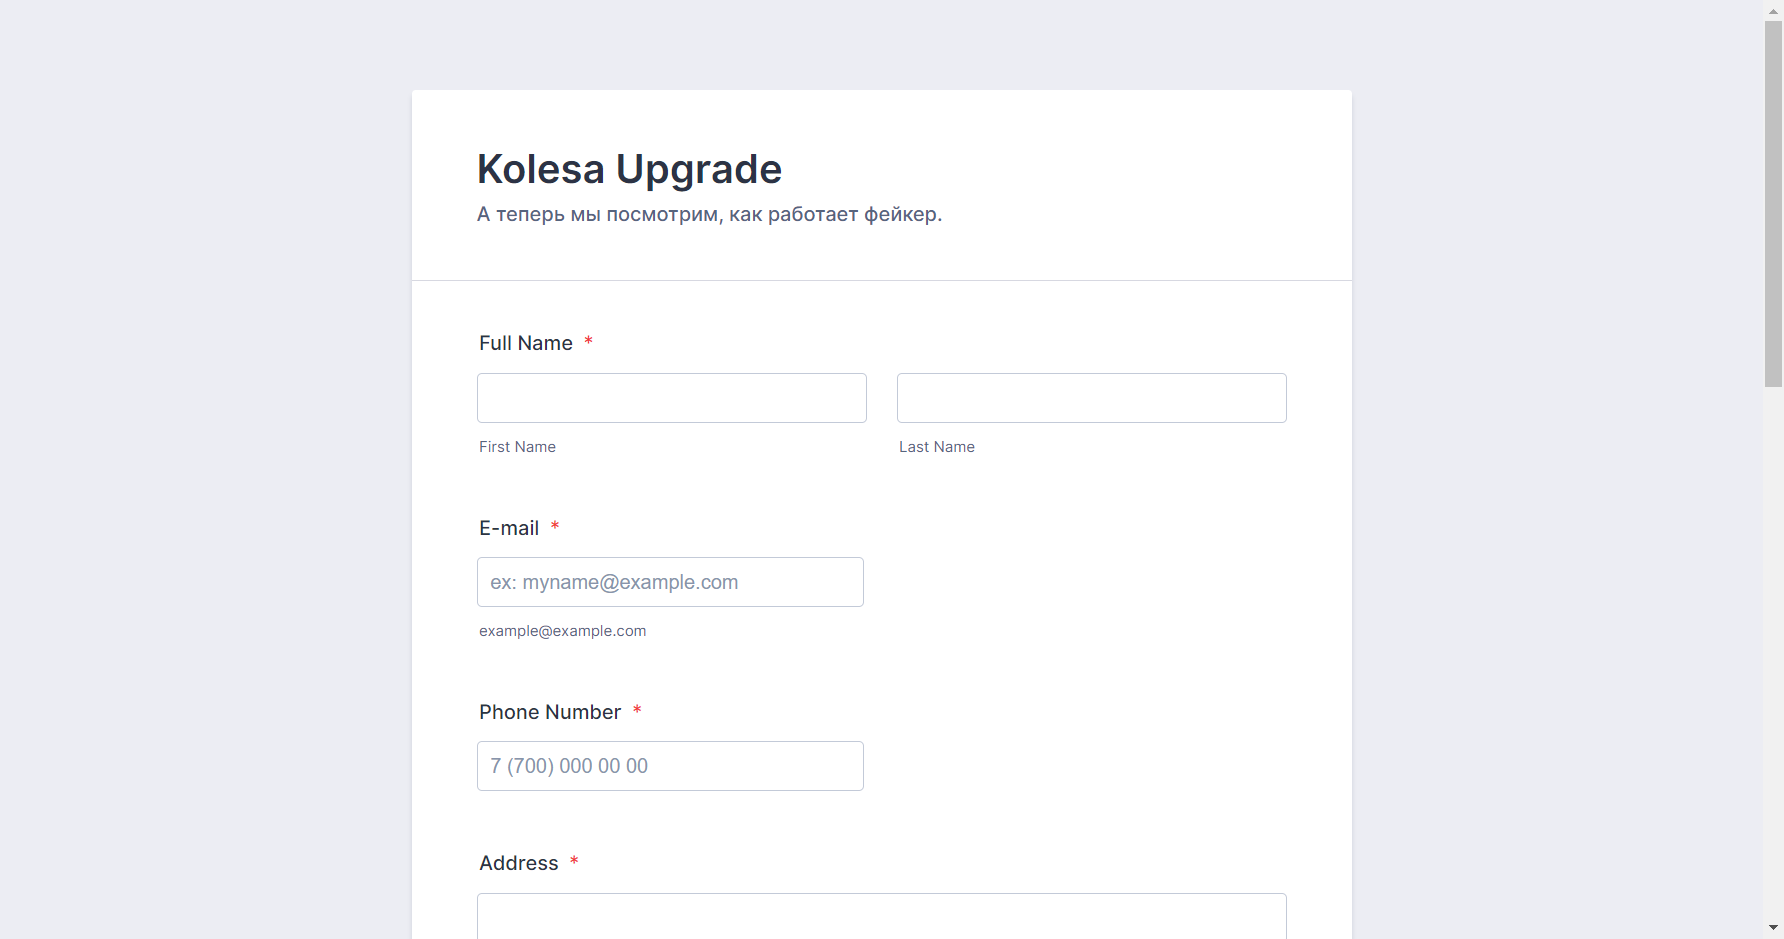 Kolesa Upgrade
А теперь мы посмотрим, как работает фейкер.
Full Name *
First Name
Last Name
E-mail *
ex: myname@example.com
example@example.com
Phone Number *
7 (700) 000 00 00
Address *